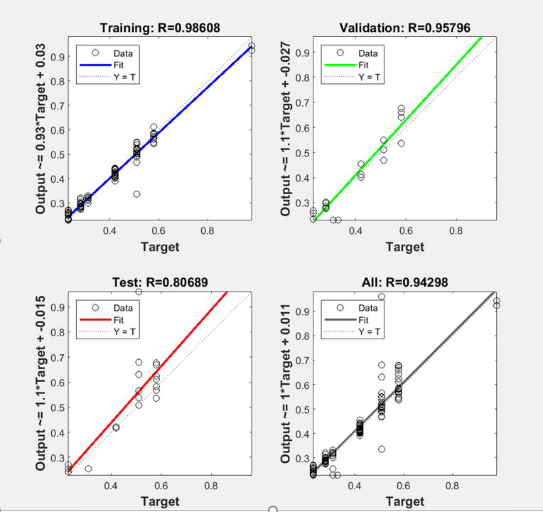 Training: R=0.98608
Output ~= 0.93*Target + 0.03
0.9
0.8
0.7
0.6
0.5
0.4
0.3
Data
Fit
Y = T
0.4 0.6 0.8
Target
Validation: R=0.95796
Output ~= 1.1*Target + -0.027
0.9
0.8
0.7
0.6
0.5
0.4
0.3
Data
Fit
Y = T
0.4 0.6 0.8
Target
Test: R=0.80689
Output ~= 1.1*Target + -0.015
0.9
0.8
0.7
0.6
0.5
0.4
0.3
Data
Fit
Y = T
0.4 0.6 0.8
Target
All: R=0.94298
Output ~= 1*Target + 0.011
0.9
0.8
0.7
0.6
0.5
0.4
0.3
Data
Fit
Y = T
0.4 0.6 0.8
Target